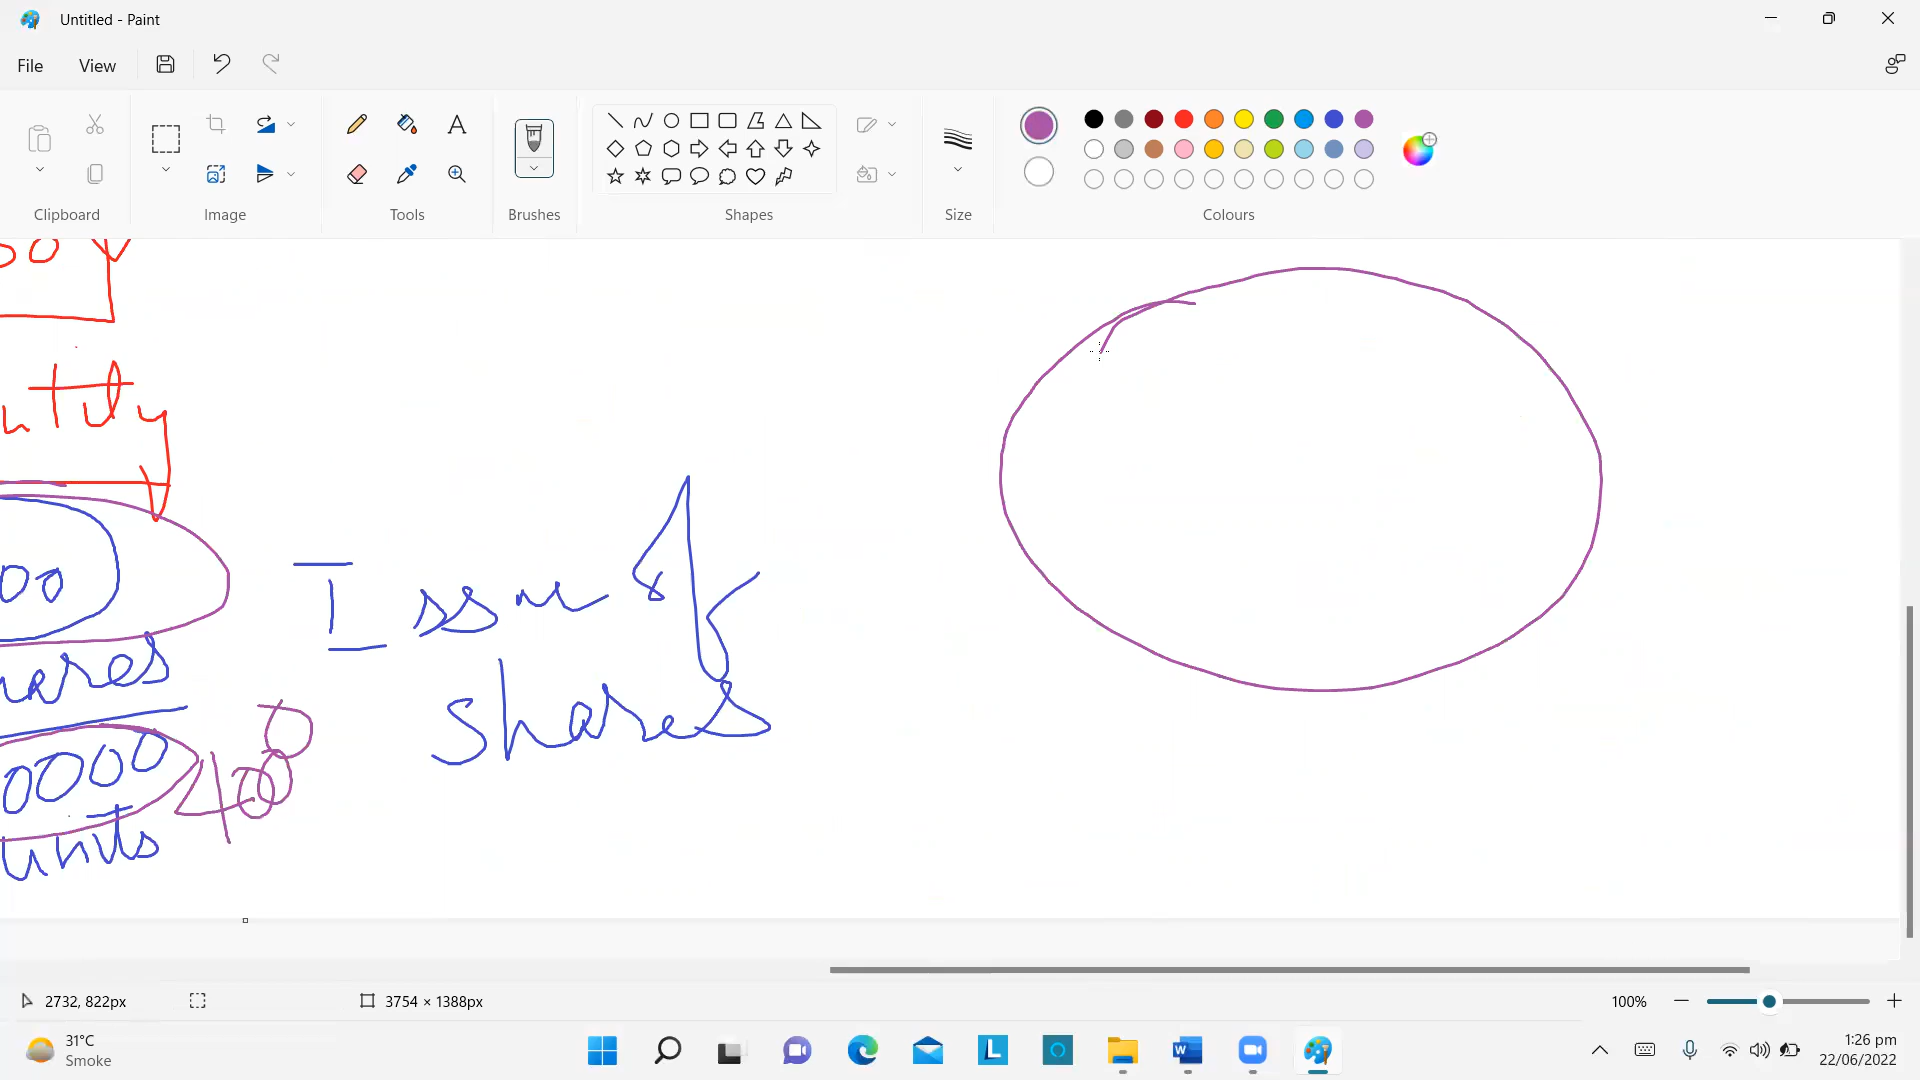 Untitled - Paint
File View
Clipboard Image Tools Brushes Shapes Size Colours
Issue of
shares
400
units
2732, 822px 3754 × 1388px 100%
31°C
Smoke
1:26 pm
22/06/2022